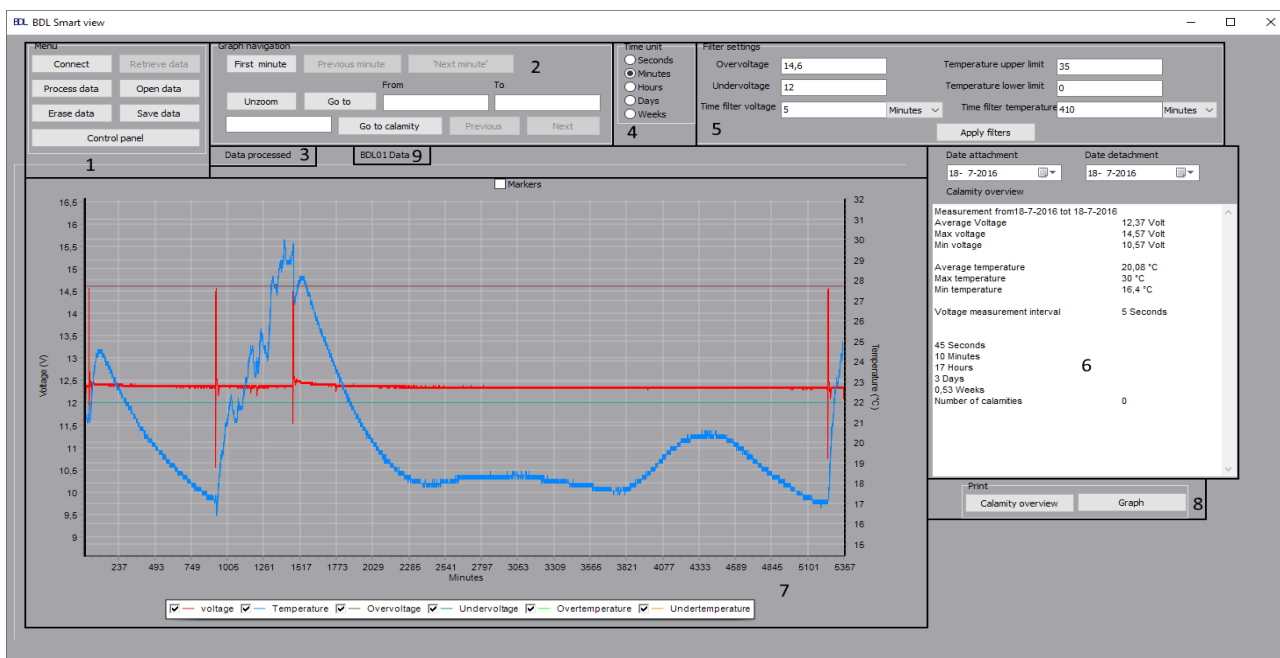 BDL BDL Smart view
Menu
Connect Retrieve data
Process data Open data
Erase data Save data
Control panel
1
Graph navigation
First minute Previous minute 'Next minute' 2
From To
Unzoom Go to
Go to calamity Previous Next
Time unit
Seconds
Minutes
Hours
Days
Weeks
4
Filter settings
Overvoltage 14,6 Temperature upper limit 35
Undervoltage 12 Temperature lower limit 0
Time filter voltage 5 Minutes Time filter temperature 410 Minutes
5 Apply filters
Data processed 3 BDL01 Data 9
Markers
16,5
16
15,5
15
14,5
14
13,5
13
12,5
12
11,5
11
10,5
10
9,5
9
Voltage (V)
32
31
30
29
28
27
26
25
24
23
22
21
20
19
18
17
16
15
Temperature (°C)
237 493 749 1006 1261 1517 1773 2029 2285 2541 2797 3053 3309 3566 3821 4077 4333 4589 4845 5101 5357
Minutes
7
voltage Temperature Overvoltage Undervoltage Overtemperature Undertemperature
Date attachment Date detachment
18- 7-2016 18- 7-2016
Calamity overview
Measurement from18-7-2016 tot 18-7-2016
Average Voltage 12,37 Volt
Max voltage 14,57 Volt
Min voltage 10,57 Volt
Average temperature 20,08 °C
Max temperature 30 °C
Min temperature 16,4 °C
Voltage measurement interval 5 Seconds
45 Seconds
10 Minutes
17 Hours
3 Days
0,53 Weeks
Number of calamities 0
6
Print
Calamity overview Graph 8